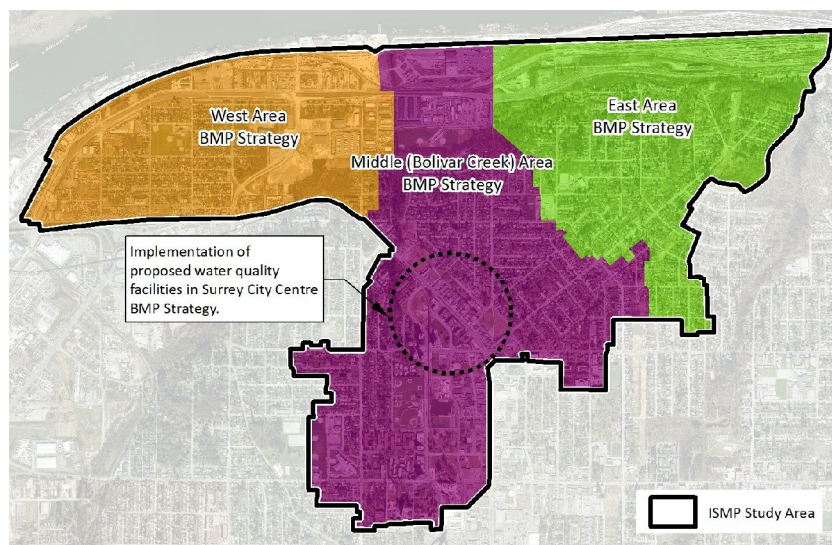 West Area
BMP Strategy
East Area
BMP Strategy
Middle (Bolivar Creek) Area
BMP Strategy
Implementation of
proposed water quality
facilities in Surrey City Centre
BMP Strategy.
ISMP Study Area